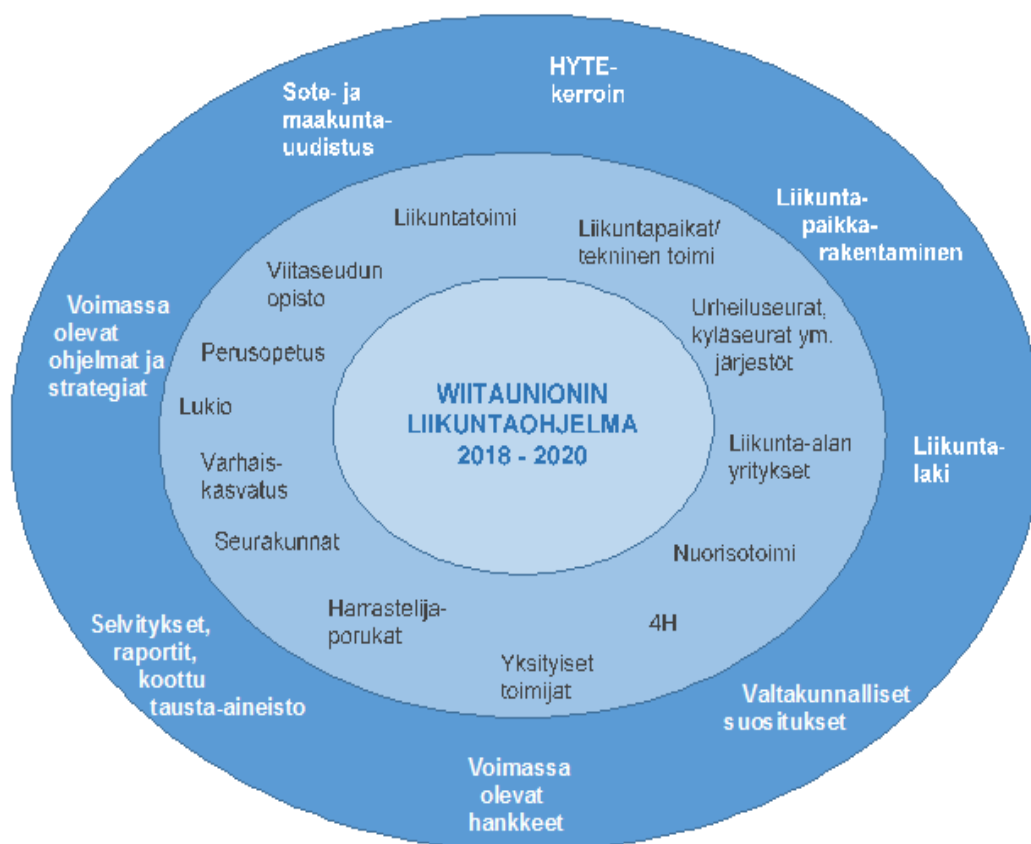 HYTE-
kerroin
Sote- ja
maakunta-
uudistus
Liikunta-
paikka-
rakentaminen
Liikuntatoimi
Liikuntapaikat/
tekninen toimi
Viitaseudun
opisto
Voimassa
olevat
ohjelmat ja
strategiat
Urheiluseurat,
kyläseurat ym.
järjestöt
Perusopetus
WIITAUNIONIN
LIIKUNTAOHJELMA
2018 - 2020
Lukio
Liikunta-alan
yritykset
Liikunta-
laki
Varhais-
kasvatus
Seurakunnat
Nuorisotoimi
Harrastelija-
porukat
4H
Yksityiset
toimijat
Selvitykset,
raportit,
koottu
tausta-aineisto
Valtakunnalliset
suositukset
Voimassa
olevat
hankkeet